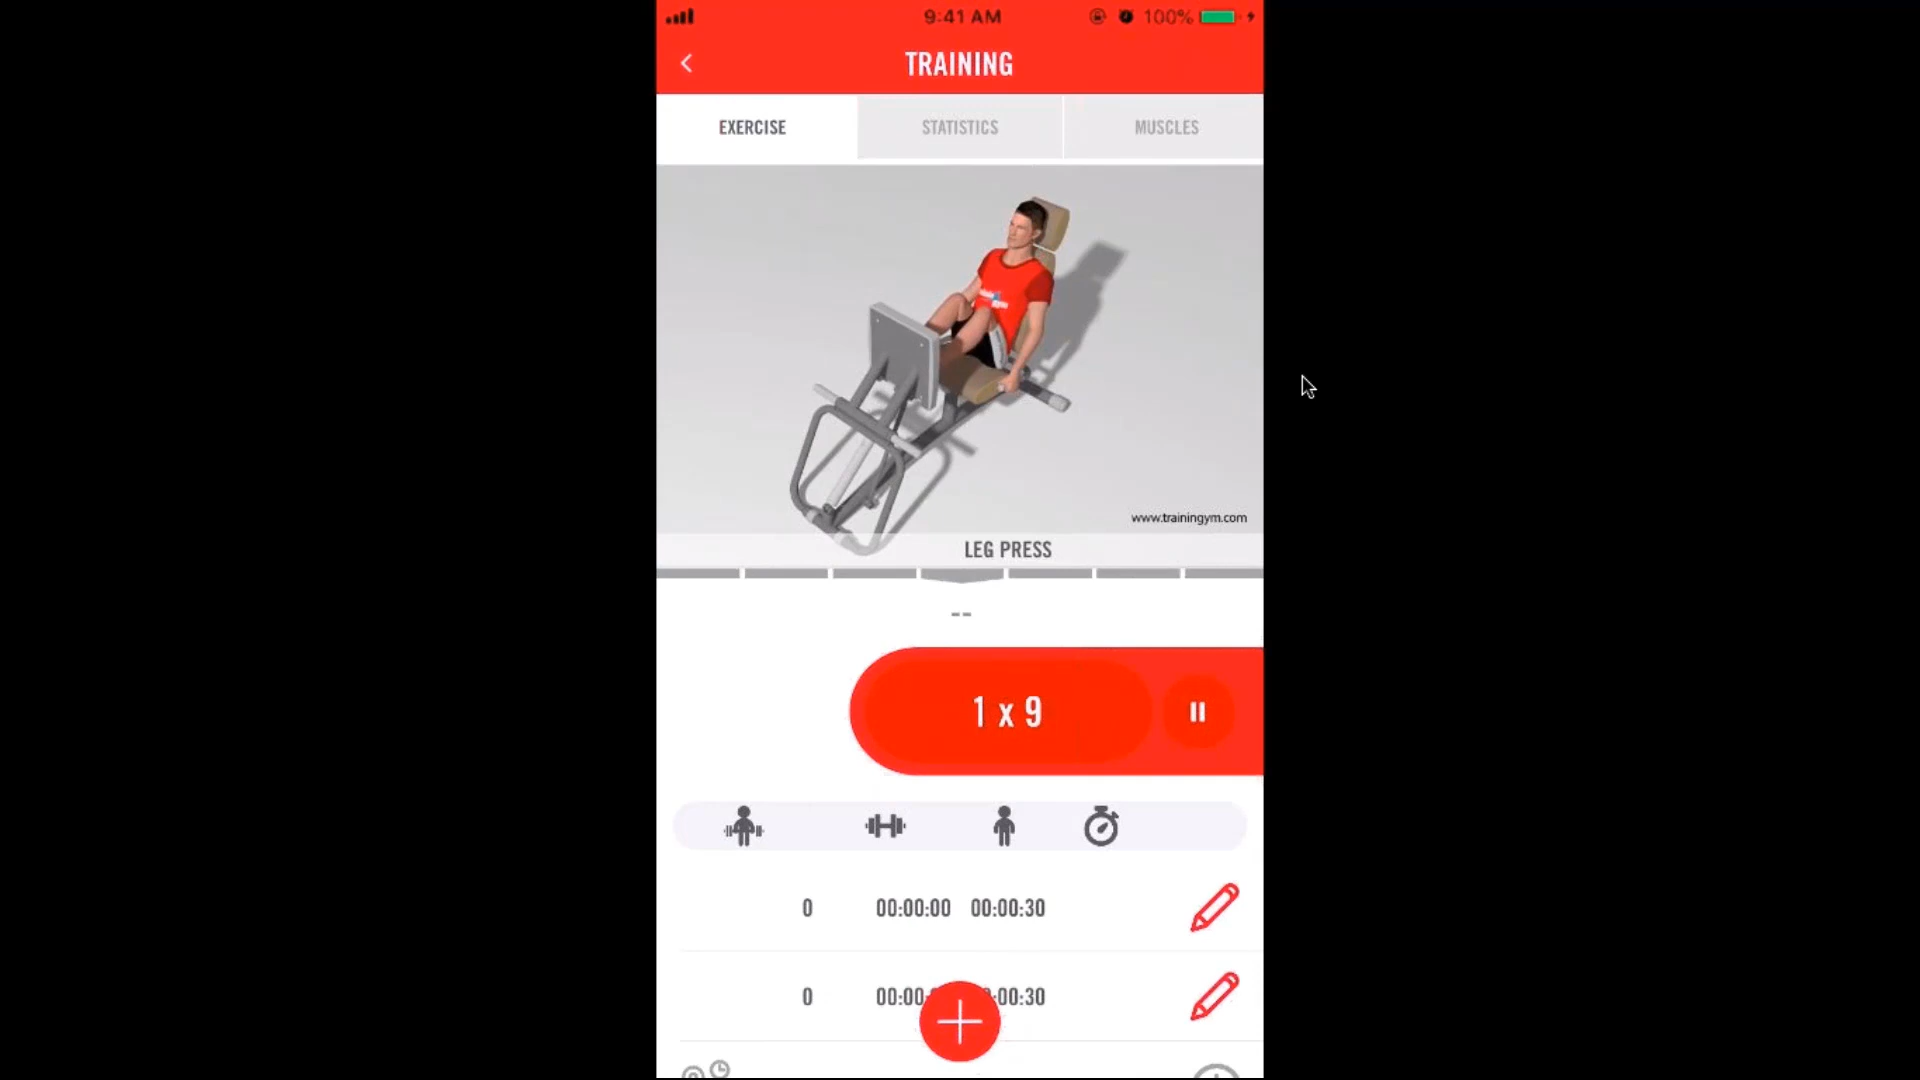 9:41 AM 100%
TRAINING
EXERCISE STATISTICS MUSCLES
www.trainingym.com
LEG PRESS
--
1 x 9
0 00:00:00 00:00:30
0 00:00 :00:30